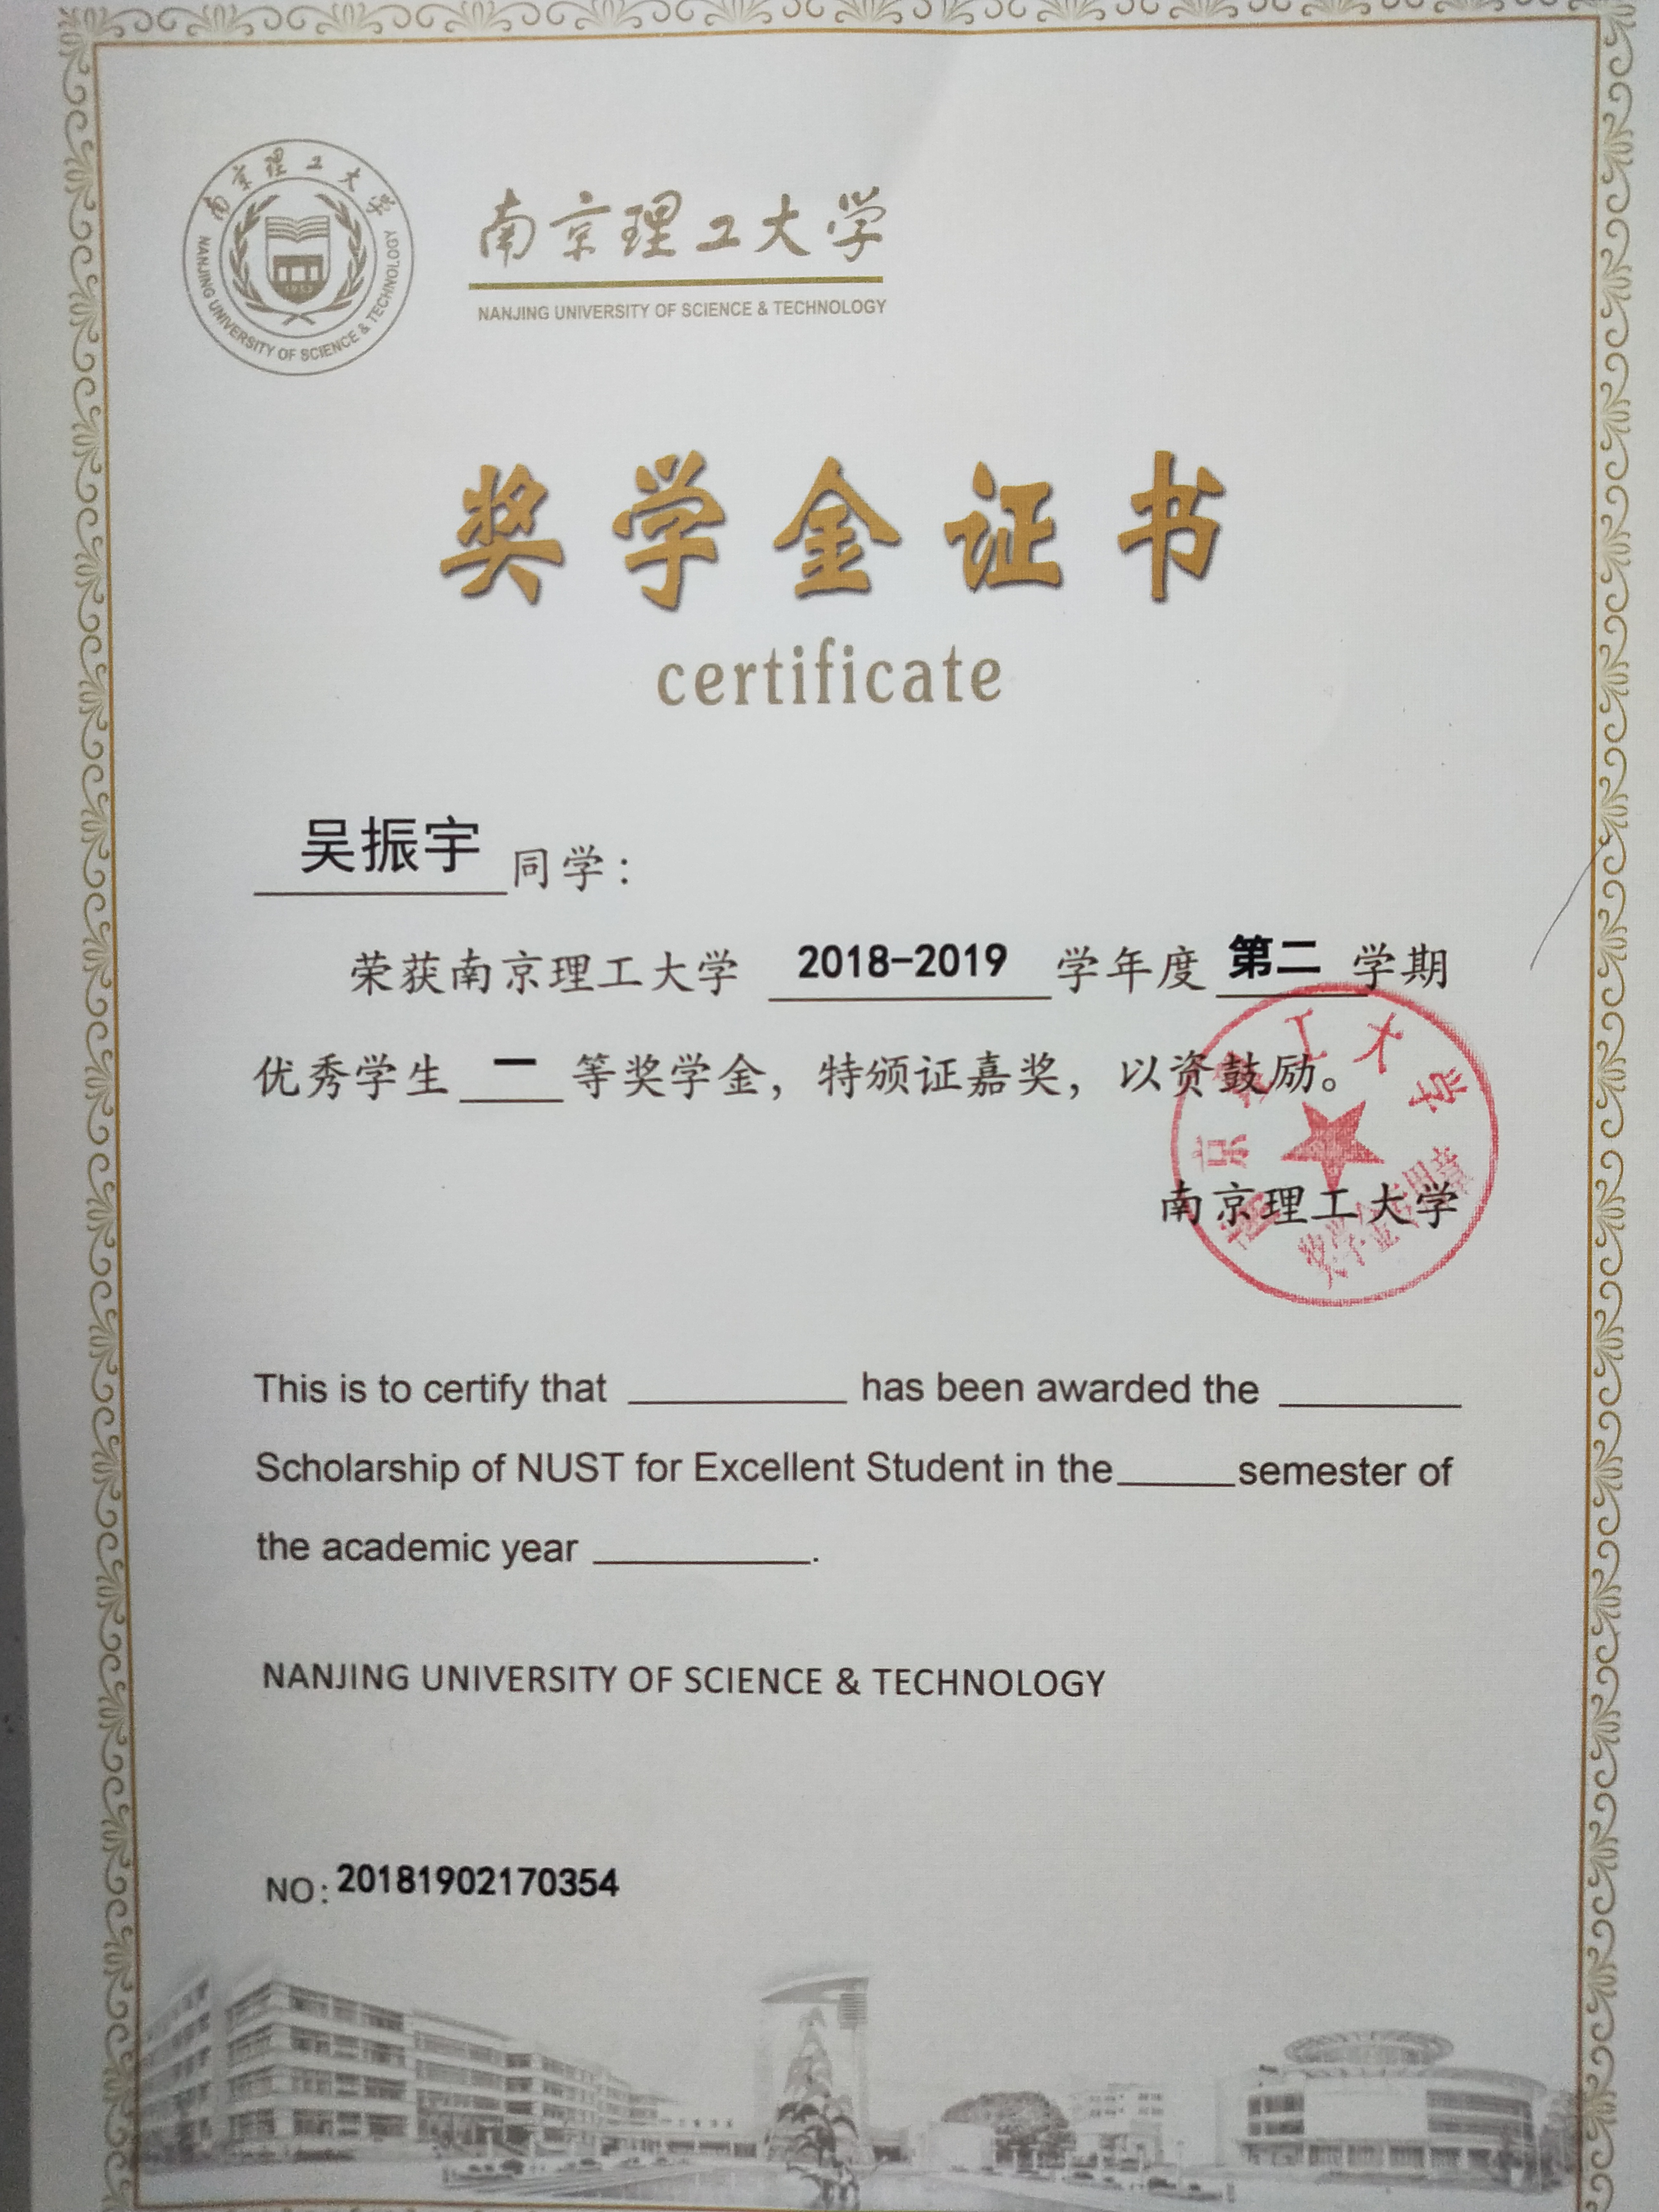 南京理工大学
NANJING UNIVERSITY OF SCIENCE & TECHNOLOGY
1953
南京理工大学
NANJING UNIVERSITY OF SCIENCE & TECHNOLOGY
奖学金证书
certificate
吴振宇同学：
荣获南京理工大学 2018-2019 学年度第二学期
优秀学生 一 等奖学金，特颁证嘉奖，以资鼓励。
南京理工大学
南京理工大学
奖学金专用章
This is to certify that __________ has been awarded the ________
Scholarship of NUST for Excellent Student in the_____semester of
the academic year __________.
NANJING UNIVERSITY OF SCIENCE & TECHNOLOGY
NO: 20181902170354